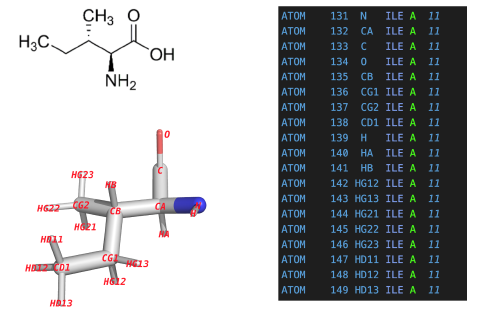 CH3
O
H3C
OH
NH2
O
HG23
C
HB
HG22
CG2
CB
CA
HG21
HA
HD11
CG1
HD12
CD1
HG13
HG12
HD13
ATOM 131 N ILE A 11
ATOM 132 CA ILE A 11
ATOM 133 C ILE A 11
ATOM 134 O ILE A 11
ATOM 135 CB ILE A 11
ATOM 136 CG1 ILE A 11
ATOM 137 CG2 ILE A 11
ATOM 138 CD1 ILE A 11
ATOM 139 H ILE A 11
ATOM 140 HA ILE A 11
ATOM 141 HB ILE A 11
ATOM 142 HG12 ILE A 11
ATOM 143 HG13 ILE A 11
ATOM 144 HG21 ILE A 11
ATOM 145 HG22 ILE A 11
ATOM 146 HG23 ILE A 11
ATOM 147 HD11 ILE A 11
ATOM 148 HD12 ILE A 11
ATOM 149 HD13 ILE A 11